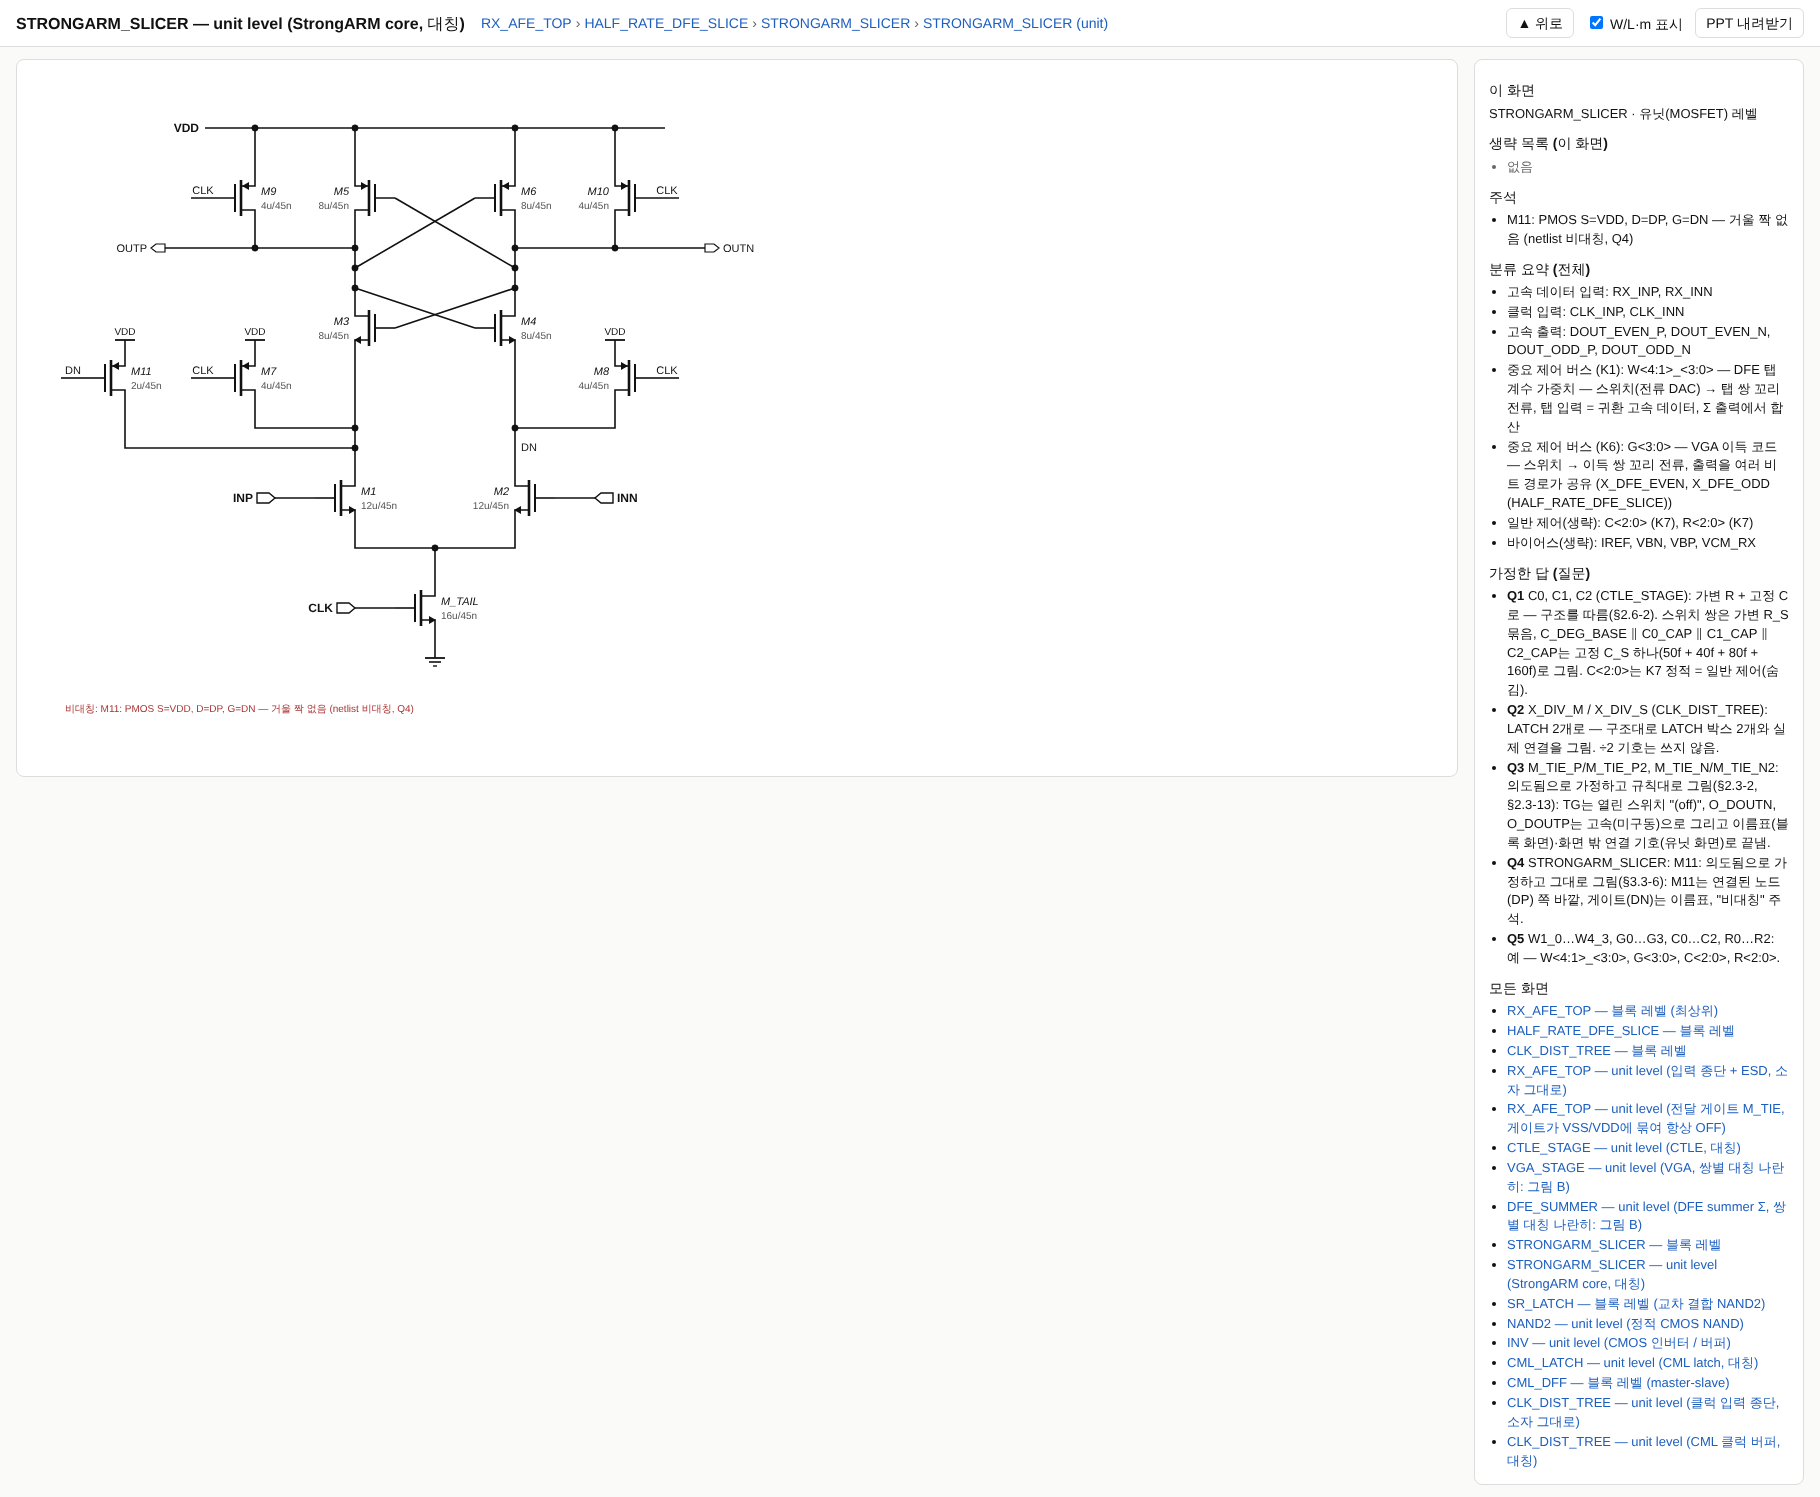 STRONGARM_SLICER — unit level (StrongARM core, 대칭) RX_AFE_TOP › HALF_RATE_DFE_SLICE › STRONGARM_SLICER › STRONGARM_SLICER (unit) ▲ 위로 W/L·m 표시 PPT 내려받기
VDD
CLK M9 M5 M6 M10 CLK
4u/45n 8u/45n 8u/45n 4u/45n
OUTP OUTN
M3 M4
8u/45n 8u/45n
VDD VDD VDD
DN M11 CLK M7 M8 CLK
2u/45n 4u/45n 4u/45n
DN
INP M1 M2 INN
12u/45n 12u/45n
CLK M_TAIL
16u/45n
비대칭: M11: PMOS S=VDD, D=DP, G=DN — 거울 짝 없음 (netlist 비대칭, Q4)
이 화면
STRONGARM_SLICER · 유닛(MOSFET) 레벨
생략 목록 (이 화면)
• 없음
주석
• M11: PMOS S=VDD, D=DP, G=DN — 거울 짝 없
음 (netlist 비대칭, Q4)
분류 요약 (전체)
• 고속 데이터 입력: RX_INP, RX_INN
• 클럭 입력: CLK_INP, CLK_INN
• 고속 출력: DOUT_EVEN_P, DOUT_EVEN_N,
DOUT_ODD_P, DOUT_ODD_N
• 중요 제어 버스 (K1): W<4:1>_<3:0> — DFE 탭
계수 가중치 — 스위치(전류 DAC) → 탭 쌍 꼬리
전류, 탭 입력 = 귀환 고속 데이터, Σ 출력에서 합
산
• 중요 제어 버스 (K6): G<3:0> — VGA 이득 코드
— 스위치 → 이득 쌍 꼬리 전류, 출력을 여러 비
트 경로가 공유 (X_DFE_EVEN, X_DFE_ODD
(HALF_RATE_DFE_SLICE))
• 일반 제어(생략): C<2:0> (K7), R<2:0> (K7)
• 바이어스(생략): IREF, VBN, VBP, VCM_RX
가정한 답 (질문)
• Q1 C0, C1, C2 (CTLE_STAGE): 가변 R + 고정 C
로 — 구조를 따름(§2.6-2). 스위치 쌍은 가변 R_S
묶음, C_DEG_BASE ∥ C0_CAP ∥ C1_CAP ∥
C2_CAP는 고정 C_S 하나(50f + 40f + 80f +
160f)로 그림. C<2:0>는 K7 정적 = 일반 제어(숨
김).
• Q2 X_DIV_M / X_DIV_S (CLK_DIST_TREE):
LATCH 2개로 — 구조대로 LATCH 박스 2개와 실
제 연결을 그림. ÷2 기호는 쓰지 않음.
• Q3 M_TIE_P/M_TIE_P2, M_TIE_N/M_TIE_N2:
의도됨으로 가정하고 규칙대로 그림(§2.3-2,
§2.3-13): TG는 열린 스위치 "(off)", O_DOUTN,
O_DOUTP는 고속(미구동)으로 그리고 이름표(블
록 화면)·화면 밖 연결 기호(유닛 화면)로 끝냄.
• Q4 STRONGARM_SLICER: M11: 의도됨으로 가
정하고 그대로 그림(§3.3-6): M11는 연결된 노드
(DP) 쪽 바깥, 게이트(DN)는 이름표, "비대칭" 주
석.
• Q5 W1_0…W4_3, G0…G3, C0…C2, R0…R2:
예 — W<4:1>_<3:0>, G<3:0>, C<2:0>, R<2:0>.
모든 화면
• RX_AFE_TOP — 블록 레벨 (최상위)
• HALF_RATE_DFE_SLICE — 블록 레벨
• CLK_DIST_TREE — 블록 레벨
• RX_AFE_TOP — unit level (입력 종단 + ESD, 소
자 그대로)
• RX_AFE_TOP — unit level (전달 게이트 M_TIE,
게이트가 VSS/VDD에 묶여 항상 OFF)
• CTLE_STAGE — unit level (CTLE, 대칭)
• VGA_STAGE — unit level (VGA, 쌍별 대칭 나란
히: 그림 B)
• DFE_SUMMER — unit level (DFE summer Σ, 쌍
별 대칭 나란히: 그림 B)
• STRONGARM_SLICER — 블록 레벨
• STRONGARM_SLICER — unit level
(StrongARM core, 대칭)
• SR_LATCH — 블록 레벨 (교차 결합 NAND2)
• NAND2 — unit level (정적 CMOS NAND)
• INV — unit level (CMOS 인버터 / 버퍼)
• CML_LATCH — unit level (CML latch, 대칭)
• CML_DFF — 블록 레벨 (master-slave)
• CLK_DIST_TREE — unit level (클럭 입력 종단,
소자 그대로)
• CLK_DIST_TREE — unit level (CML 클럭 버퍼,
대칭)